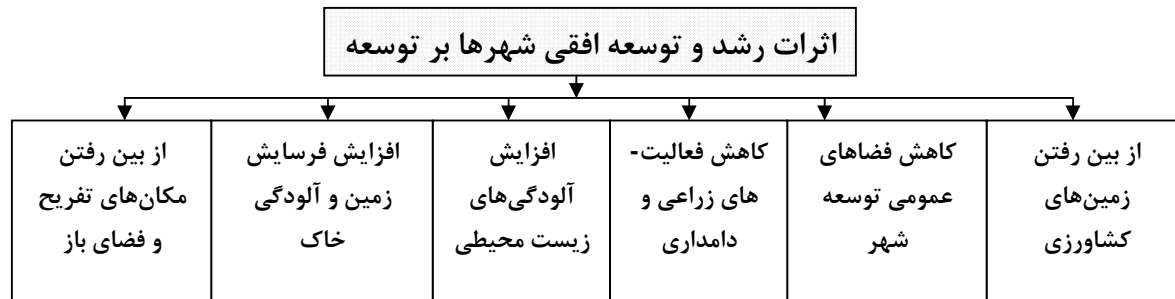 اثرات رشد و توسعه افقی شهرها بر توسعه
از بین رفتن
زمین‌های
کشاورزی
کاهش فضاهای
عمومی توسعه
شهر
کاهش فعالیت-
های زراعی و
دامداری
افزایش
آلودگی‌های
زیست محیطی
افزایش فرسایش
زمین و آلودگی
خاک
از بین رفتن
مکان‌های تفریح
و فضای باز